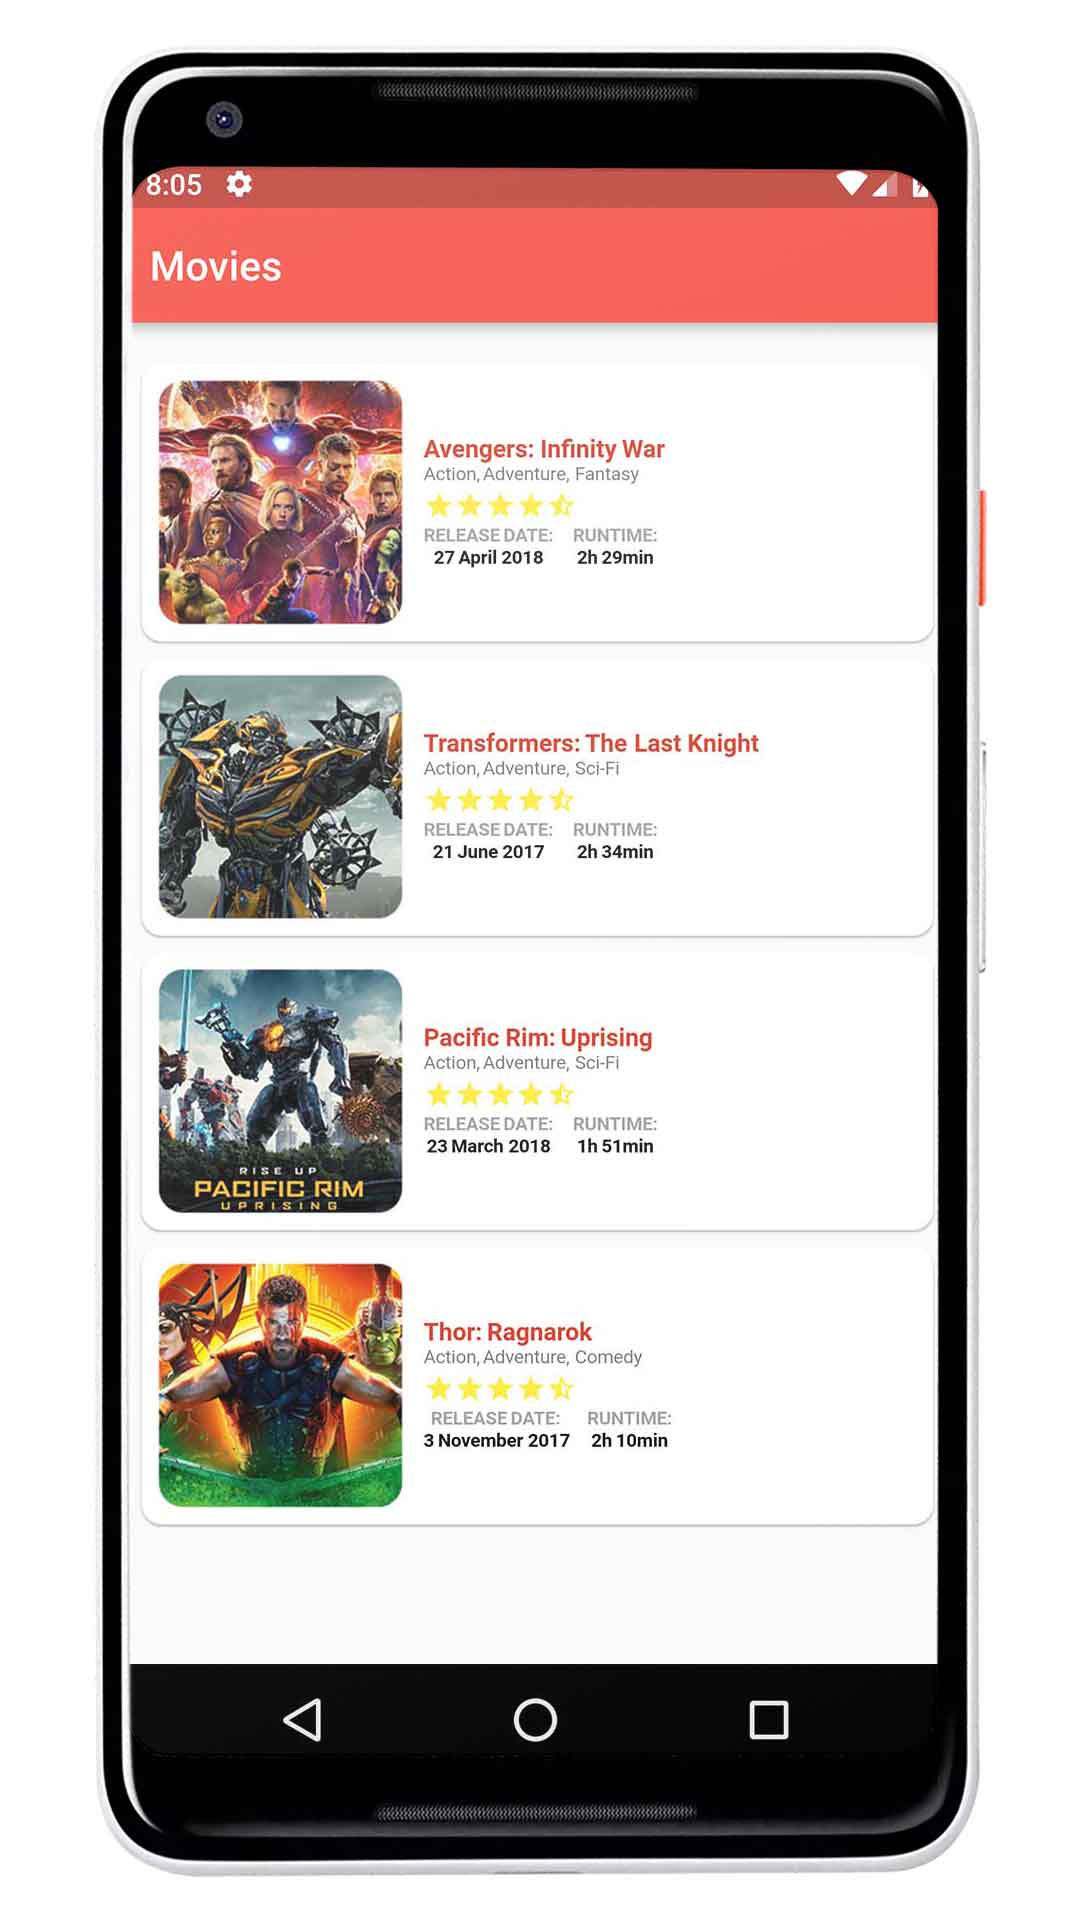 8:05
Movies
Avengers: Infinity War
Action, Adventure, Fantasy
RELEASE DATE: RUNTIME:
27 April 2018 2h 29min
Transformers: The Last Knight
Action, Adventure, Sci-Fi
RELEASE DATE: RUNTIME:
21 June 2017 2h 34min
Pacific Rim: Uprising
Action, Adventure, Sci-Fi
RELEASE DATE: RUNTIME:
23 March 2018 1h 51min
RISE UP
PACIFIC RIM
UPRISING
Thor: Ragnarok
Action, Adventure, Comedy
RELEASE DATE: RUNTIME:
3 November 2017 2h 10min